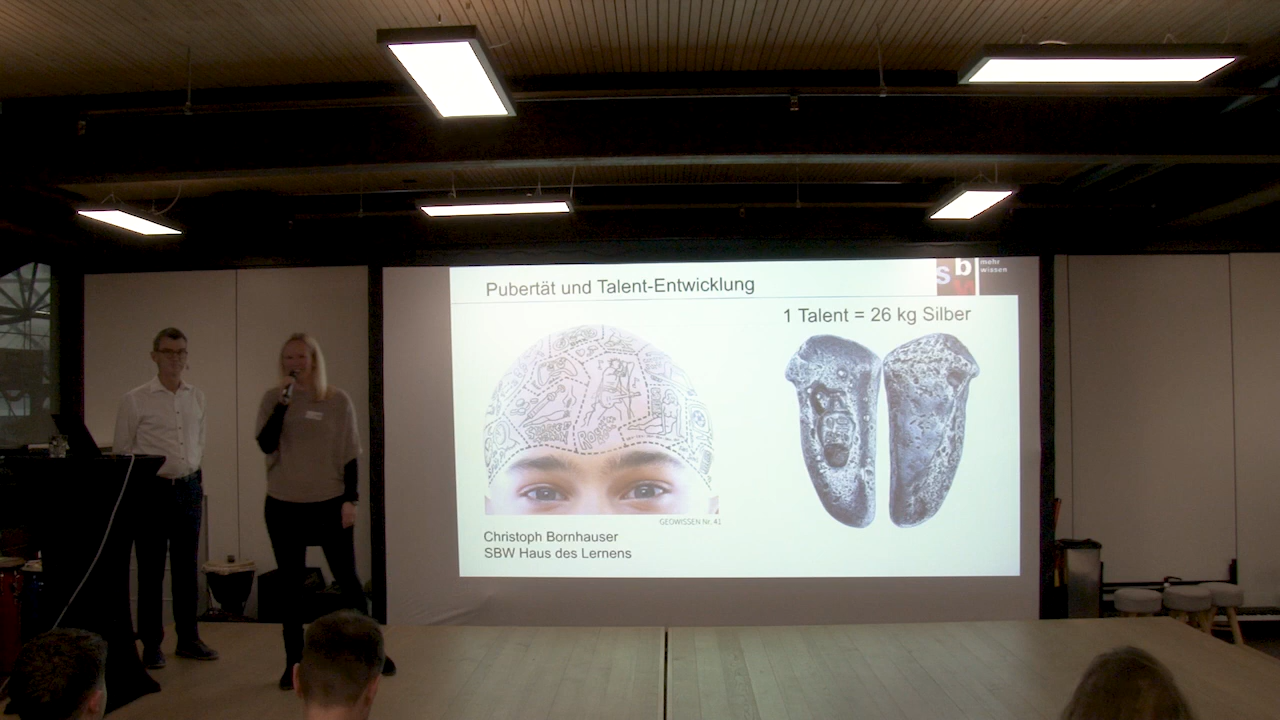 Pubertät und Talent-Entwicklung
sb
mehr
wissen
1 Talent = 26 kg Silber
GEOWISSEN Nr. 41
Christoph Bornhauser
SBW Haus des Lernens